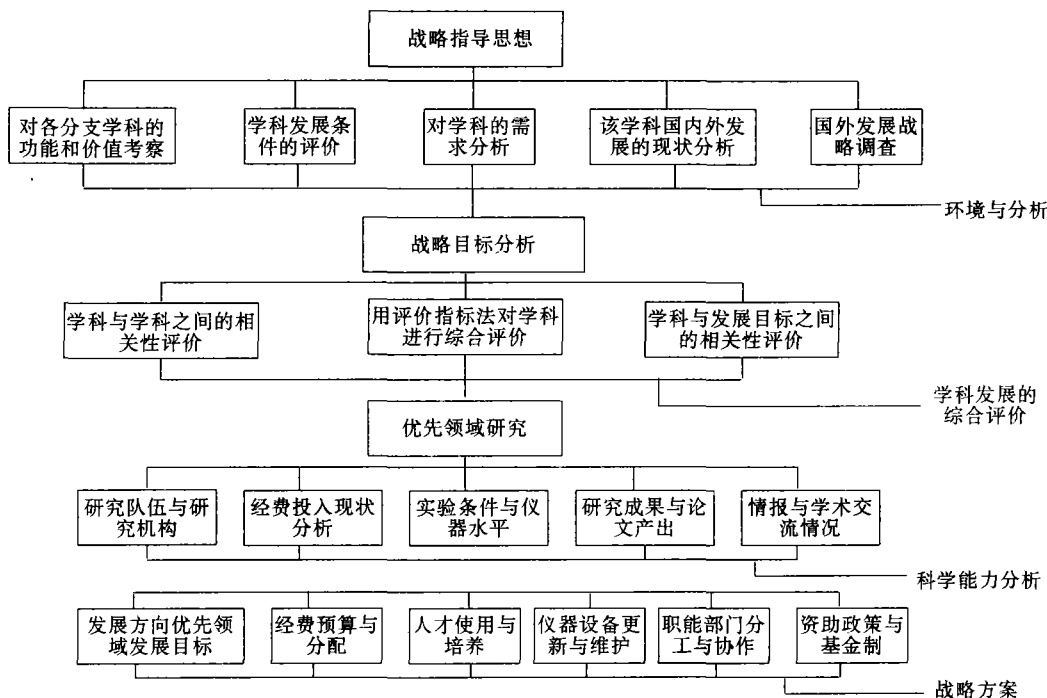 战略指导思想
对各分支学科的
功能和价值考察
学科发展条
件的评价
对学科的需
求分析
该学科国内外发
展的现状分析
国外发展战
略调查
环境与分析
战略目标分析
学科与学科之间的相
关性评价
用评价指标法对学科
进行综合评价
学科与发展目标之间
的相关性评价
学科发展的
综合评价
优先领域研究
研究队伍与研
究机构
经费投入现状
分析
实验条件与仪
器水平
研究成果与论
文产出
情报与学术交
流情况
科学能力分析
发展方向优先领
域发展目标
经费预算与
分配
人才使用与
培养
仪器设备更
新与维护
职能部门分
工与协作
资助政策与
基金制
战略方案